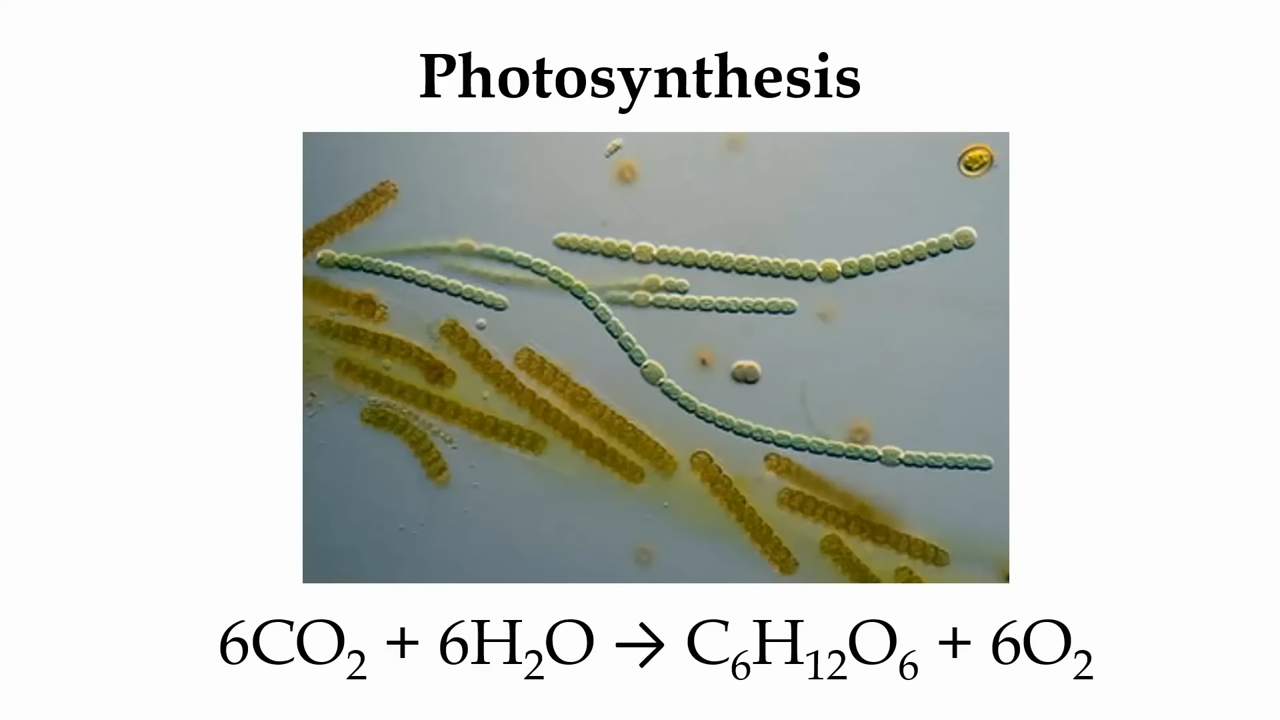 Photosynthesis
6CO₂ + 6H₂O → C₆H₁₂O₆ + 6O₂